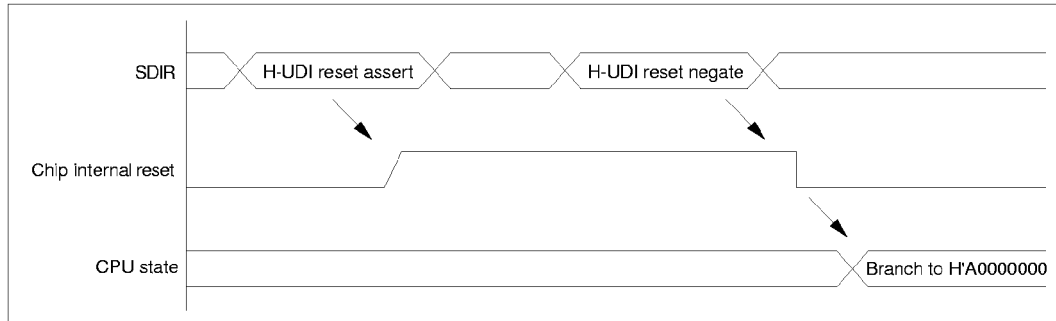 SDIR
H-UDI reset assert
H-UDI reset negate
Chip internal reset
CPU state
Branch to H'A0000000